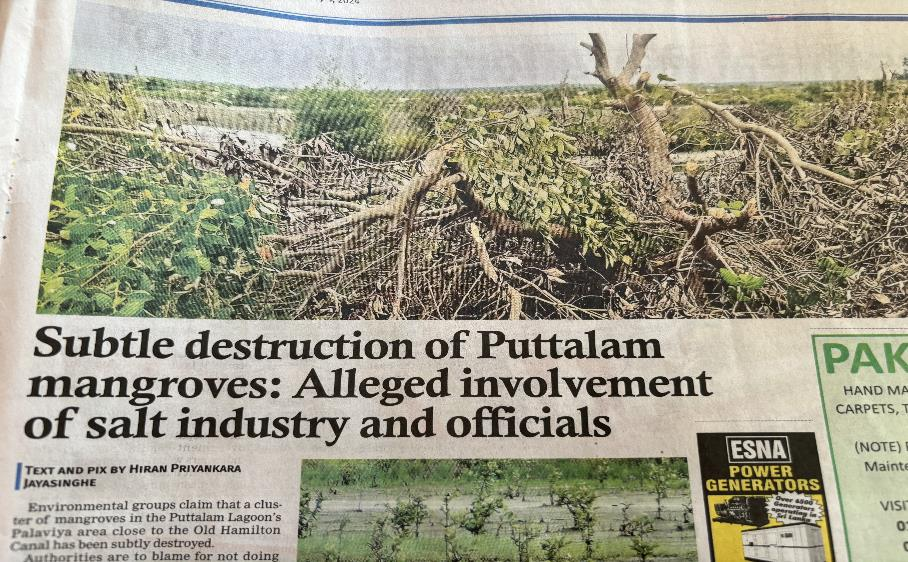 , 2024
Subtle destruction of Puttalam
mangroves: Alleged involvement
of salt industry and officials
TEXT AND PIX BY HIRAN PRIYANKARA
JAYASINGHE
Environmental groups claim that a clus-
ter of mangroves in the Puttalam Lagoon's
Palaviya area close to the Old Hamilton
Canal has been subtly destroyed.
Authorities are to blame for not doing
ESNA
POWER
GENERATORS
Over 6500
Generators
operating in
Sri Lanka
PAK
HAND MA
CARPETS, T
(NOTE)
Mainte
VISI